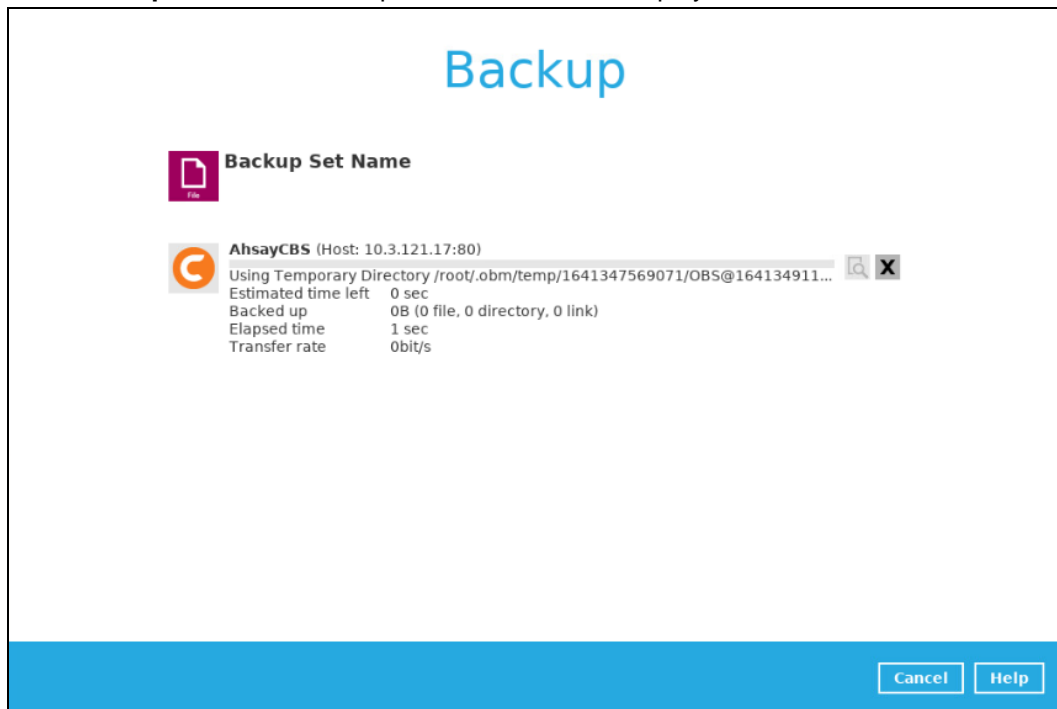 Backup
Backup Set Name
File
AhsayCBS (Host: 10.3.121.17:80)
Using Temporary Directory /root/.obm/temp/1641347569071/OBS@164134911...
Estimated time left 0 sec
Backed up 0B (0 file, 0 directory, 0 link)
Elapsed time 1 sec
Transfer rate 0bit/s
X
Cancel Help